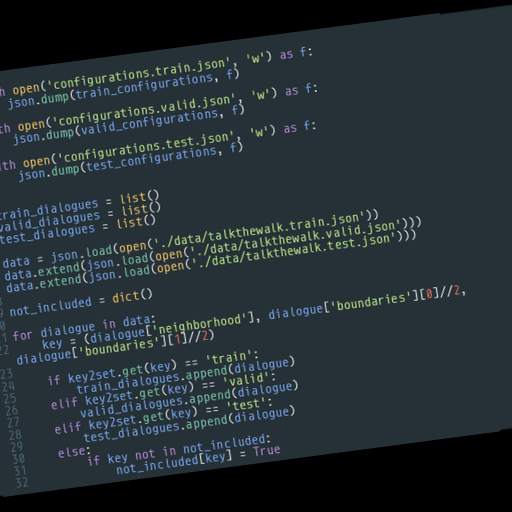 h open('configurations.train.json', 'w') as f:
json.dump(train_configurations, f)
th open('configurations.valid.json', 'w') as f:
json.dump(valid_configurations, f)
ith open('configurations.test.json', 'w') as f:
json.dump(test_configurations, f)
train_dialogues = list()
valid_dialogues = list()
test_dialogues = list()
data = json.load(open('./data/talkthewalk.train.json'))
data.extend(json.load(open('./data/talkthewalk.valid.json')))
data.extend(json.load(open('./data/talkthewalk.test.json')))
not_included = dict()
for dialogue in data:
22 key = (dialogue['neighborhood'], dialogue['boundaries'][0]//2,
dialogue['boundaries'][1]//2)
23
24 if key2set.get(key) == 'train':
25 train_dialogues.append(dialogue)
26 elif key2set.get(key) == 'valid':
27 valid_dialogues.append(dialogue)
28 elif key2set.get(key) == 'test':
29 test_dialogues.append(dialogue)
30 else:
31 if key not in not_included:
32 not_included[key] = True